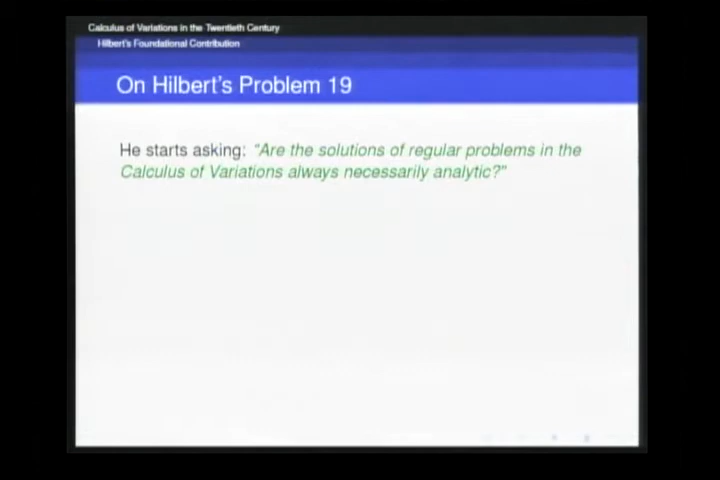 Calculus of Variations in the Twentieth Century
Hilbert's Foundational Contribution
On Hilbert's Problem 19
He starts asking: "Are the solutions of regular problems in the
Calculus of Variations always necessarily analytic?"